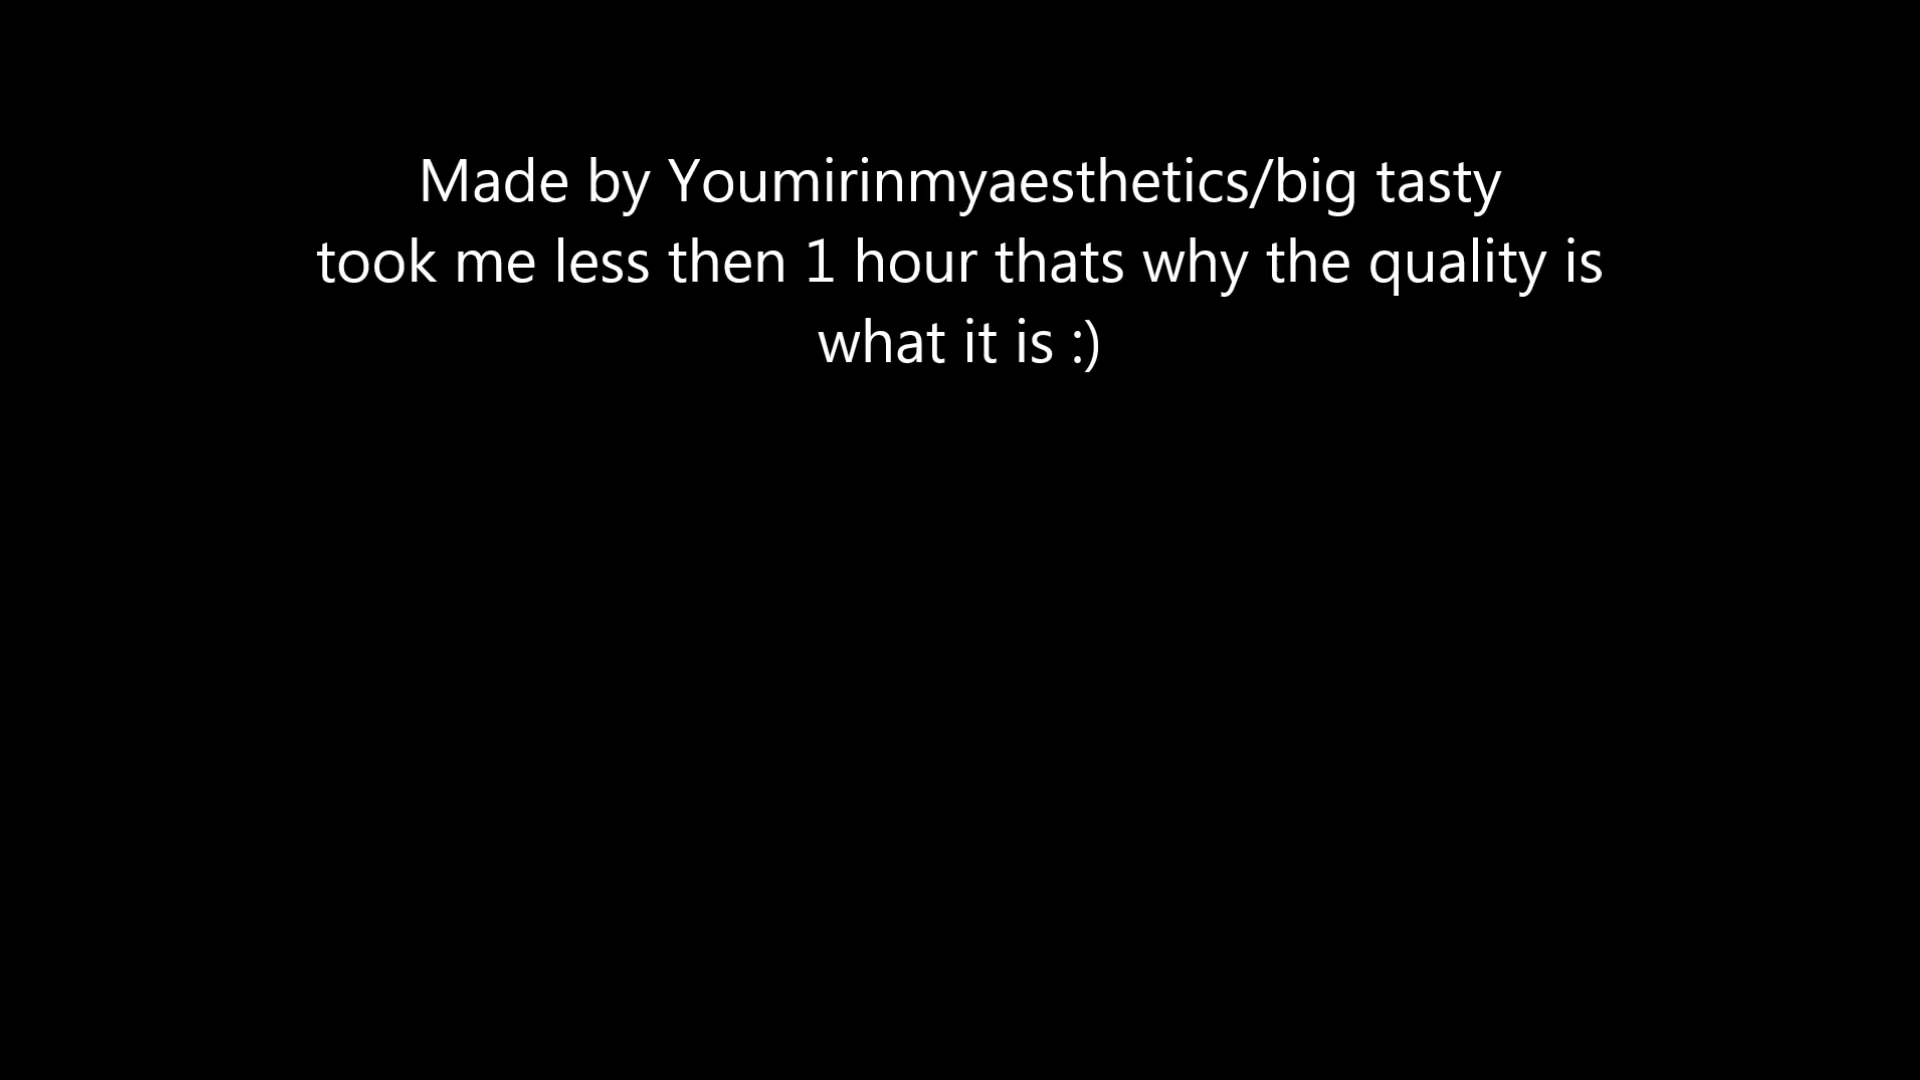 Made by Youmirinmyaesthetics/big tasty
took me less then 1 hour thats why the quality is
what it is :)